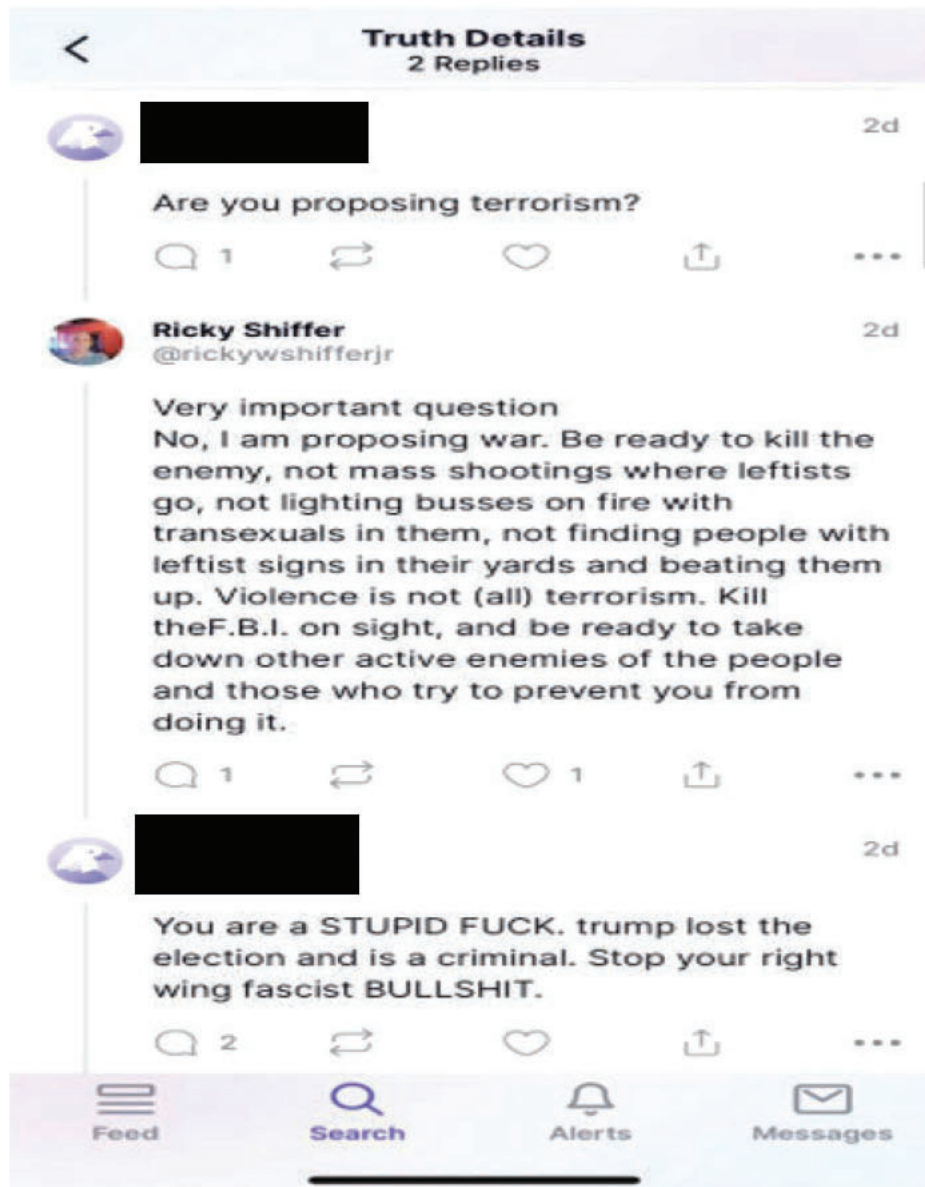 Truth Details
2 Replies
2d
Are you proposing terrorism?
1
Ricky Shiffer
2d
@rickywshifferjr
Very important question
No, I am proposing war. Be ready to kill the
enemy, not mass shootings where leftists
go, not lighting busses on fire with
transexuals in them, not finding people with
leftist signs in their yards and beating them
up. Violence is not (all) terrorism. Kill
theF.B.I. on sight, and be ready to take
down other active enemies of the people
and those who try to prevent you from
doing it.
1 1
2d
You are a STUPID FUCK. trump lost the
election and is a criminal. Stop your right
wing fascist BULLSHIT.
2
Feed Search Alerts Messages